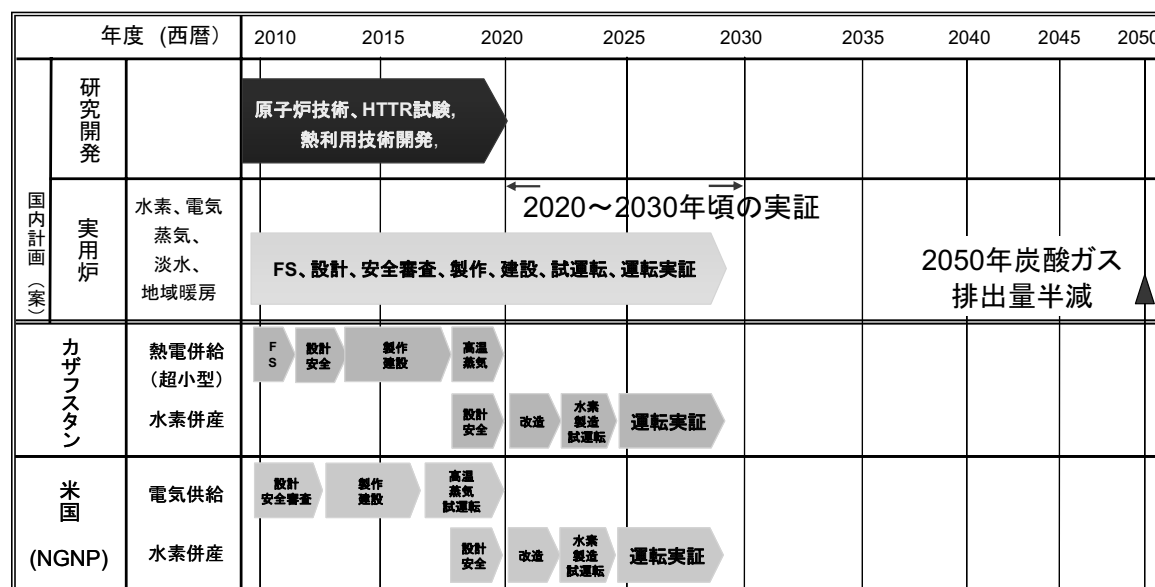 年度 (西暦)
2010 2015 2020 2025 2030 2035 2040 2045 2050
国内計画（案）
研究開発
原子炉技術、HTTR試験,
熱利用技術開発,
実用炉
水素、電気
蒸気、
淡水、
地域暖房
2020～2030年頃の実証
FS、設計、安全審査、製作、建設、試運転、運転実証
2050年炭酸ガス
排出量半減
カザフスタン
熱電併給
（超小型）
F
S
設計
安全
製作
建設
高温
蒸気
水素併産
設計
安全
改造
水素
製造
試運転
運転実証
米国
(NGNP)
電気供給
設計
安全審査
製作
建設
高温
蒸気
試運転
水素併産
設計
安全
改造
水素
製造
試運転
運転実証